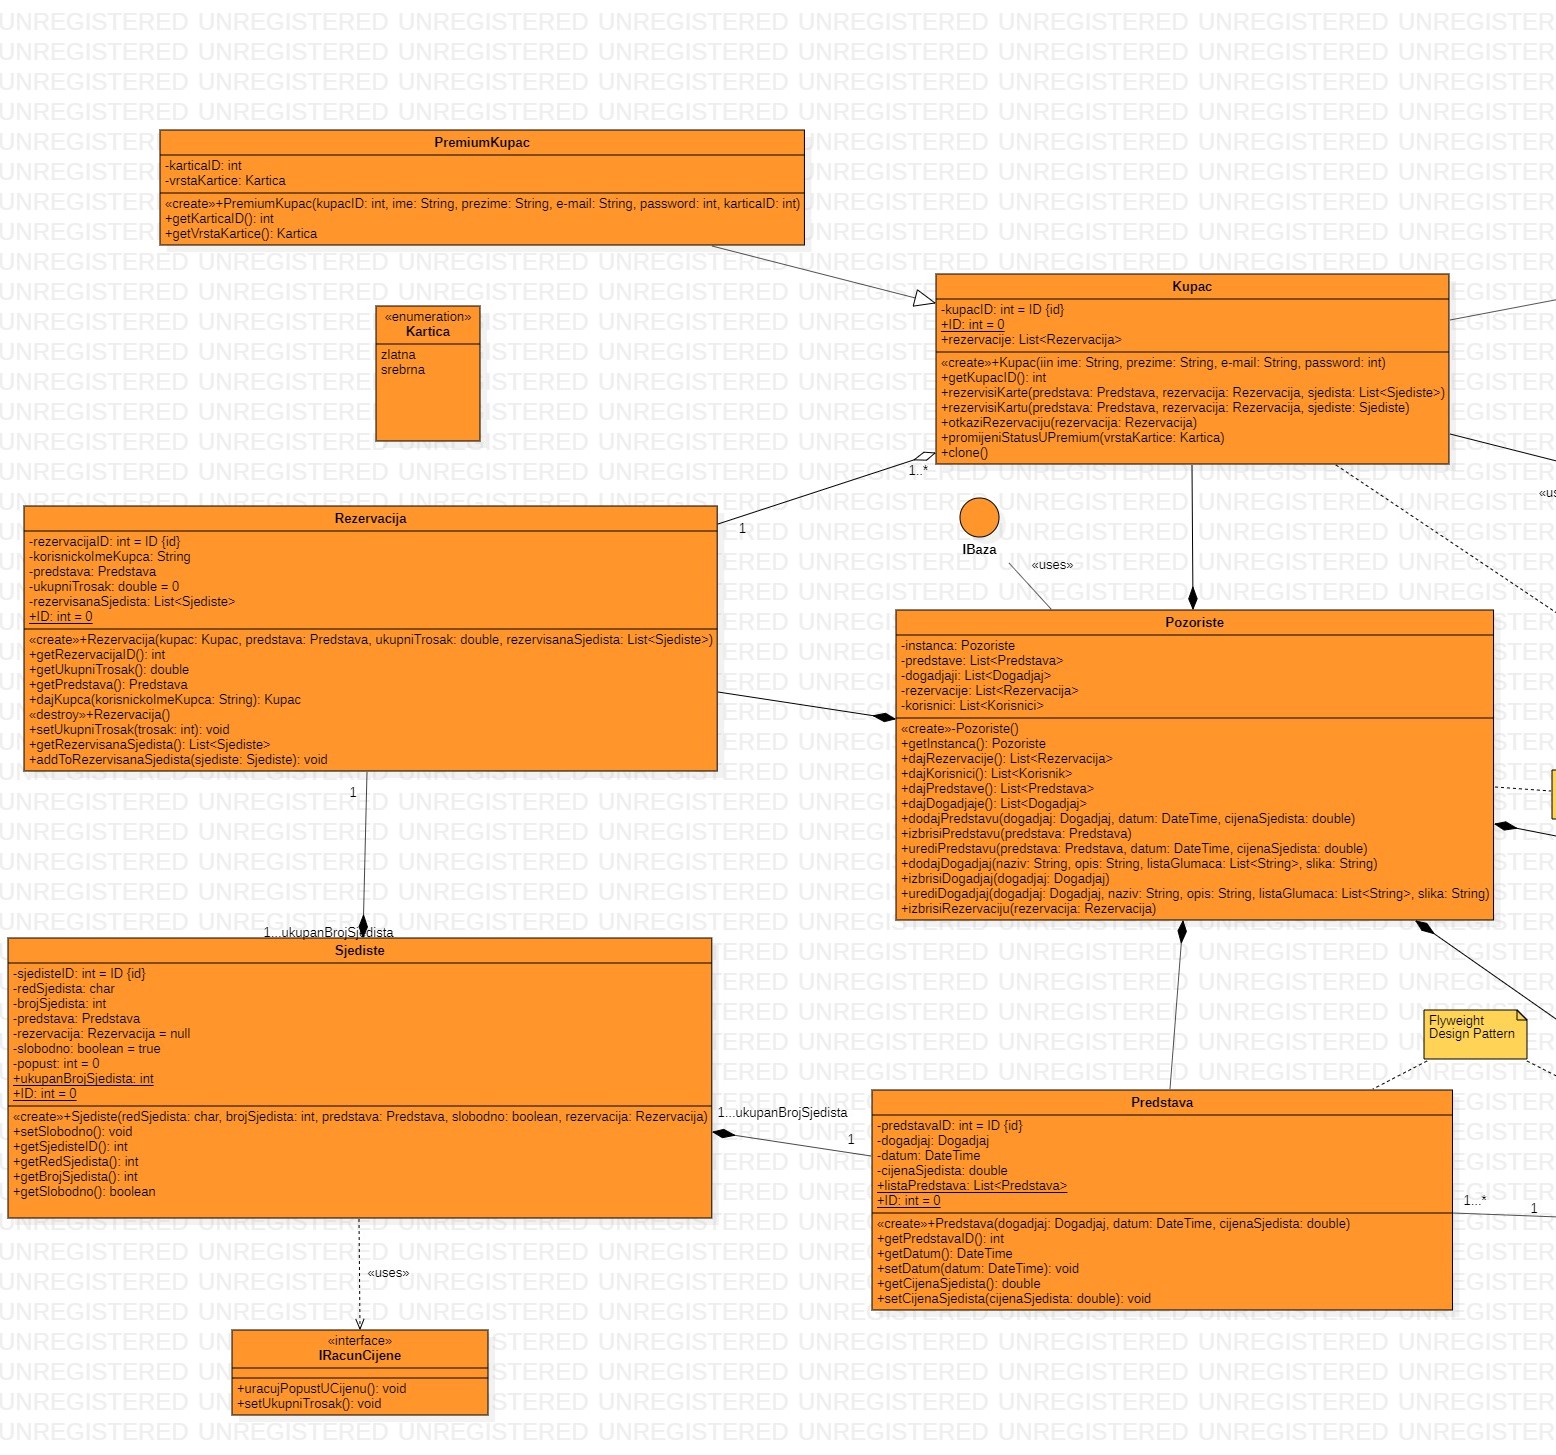 PremiumKupac
-karticaID: int
-vrstaKartice: Kartica
«create»+PremiumKupac(kupacID: int, ime: String, prezime: String, e-mail: String, password: int, karticaID: int)
+getKarticaID(): int
+getVrstaKartice(): Kartica
«enumeration»
Kartica
zlatna
srebrna
Kupac
-kupacID: int = ID {id}
+ID: int = 0
+rezervacije: List<Rezervacija>
«create»+Kupac(iin ime: String, prezime: String, e-mail: String, password: int)
+getKupacID(): int
+rezervisiKarte(predstava: Predstava, rezervacija: Rezervacija, sjedista: List<Sjediste>)
+rezervisiKartu(predstava: Predstava, rezervacija: Rezervacija, sjediste: Sjediste)
+otkaziRezervaciju(rezervacija: Rezervacija)
+promijeniStatusUPremium(vrstaKartice: Kartica)
+clone()
1..*
1
«us
IBaza
«uses»
Rezervacija
-rezervacijaID: int = ID {id}
-korisnickoImeKupca: String
-predstava: Predstava
-ukupniTrosak: double = 0
-rezervisanaSjedista: List<Sjediste>
+ID: int = 0
«create»+Rezervacija(kupac: Kupac, predstava: Predstava, ukupniTrosak: double, rezervisanaSjedista: List<Sjediste>)
+getRezervacijaID(): int
+getUkupniTrosak(): double
+getPredstava(): Predstava
+dajKupca(korisnickoImeKupca: String): Kupac
«destroy»+Rezervacija()
+setUkupniTrosak(trosak: int): void
+getRezervisanaSjedista(): List<Sjediste>
+addToRezervisanaSjedista(sjediste: Sjediste): void
1
1...ukupanBrojSjedista
Pozoriste
-instanca: Pozoriste
-predstave: List<Predstava>
-dogadjaji: List<Dogadjaj>
-rezervacije: List<Rezervacija>
-korisnici: List<Korisnici>
«create»-Pozoriste()
+getInstanca(): Pozoriste
+dajRezervacije(): List<Rezervacija>
+dajKorisnici(): List<Korisnik>
+dajPredstave(): List<Predstava>
+dajDogadjaje(): List<Dogadjaj>
+dodajPredstavu(dogadjaj: Dogadjaj, datum: DateTime, cijenaSjedista: double)
+izbrisiPredstavu(predstava: Predstava)
+urediPredstavu(predstava: Predstava, datum: DateTime, cijenaSjedista: double)
+dodajDogadjaj(naziv: String, opis: String, listaGlumaca: List<String>, slika: String)
+izbrisiDogadjaj(dogadjaj: Dogadjaj)
+urediDogadjaj(dogadjaj: Dogadjaj, naziv: String, opis: String, listaGlumaca: List<String>, slika: String)
+izbrisiRezervaciju(rezervacija: Rezervacija)
Sjediste
-sjedisteID: int = ID {id}
-redSjedista: char
-brojSjedista: int
-predstava: Predstava
-rezervacija: Rezervacija = null
-slobodno: boolean = true
-popust: int = 0
+ukupanBrojSjedista: int
+ID: int = 0
«create»+Sjediste(redSjedista: char, brojSjedista: int, predstava: Predstava, slobodno: boolean, rezervacija: Rezervacija)
+setSlobodno(): void
+getSjedisteID(): int
+getRedSjedista(): int
+getBrojSjedista(): int
+getSlobodno(): boolean
1...ukupanBrojSjedista
1
Flyweight
Design Pattern
Predstava
-predstavaID: int = ID {id}
-dogadjaj: Dogadjaj
-datum: DateTime
-cijenaSjedista: double
+listaPredstava: List<Predstava>
+ID: int = 0
«create»+Predstava(dogadjaj: Dogadjaj, datum: DateTime, cijenaSjedista: double)
+getPredstavaID(): int
+getDatum(): DateTime
+setDatum(datum: DateTime): void
+getCijenaSjedista(): double
+setCijenaSjedista(cijenaSjedista: double): void
1...*
1
«uses»
«interface»
IRacunCijene
+uracujPopustUCijenu(): void
+setUkupniTrosak(): void